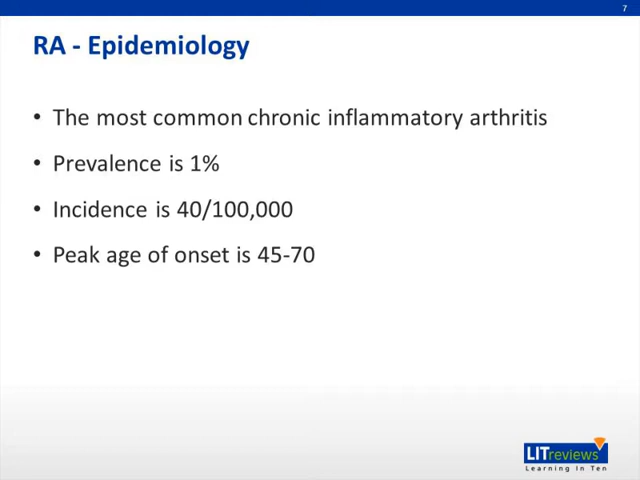 7
RA - Epidemiology
• The most common chronic inflammatory arthritis
• Prevalence is 1%
• Incidence is 40/100,000
• Peak age of onset is 45-70
LITreviews
Learning In Ten